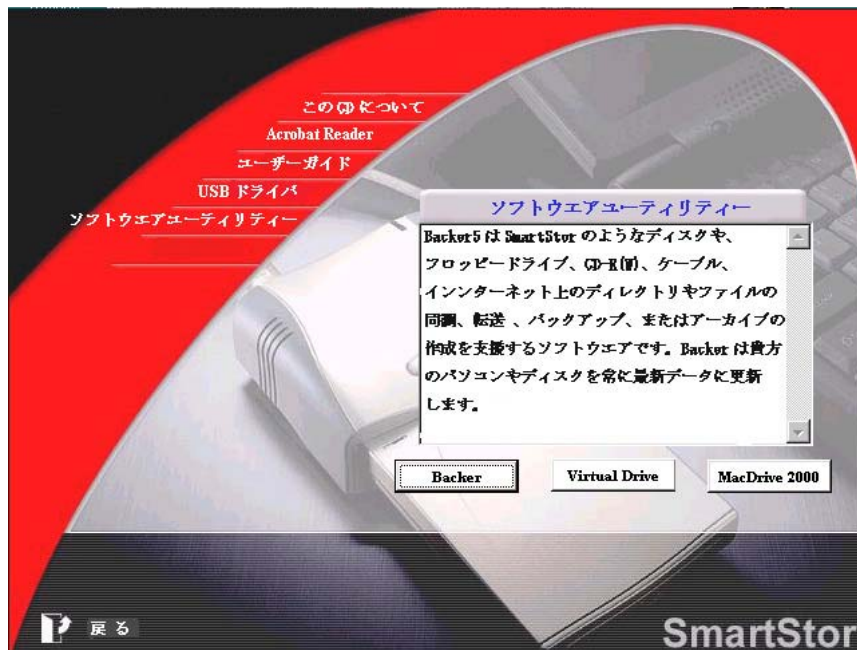 このCDについて
Acrobat Reader
ユーザーガイド
USB ドライバ
ソフトウエアユーティリティー
ソフトウエアユーティリティー
Backer5 は SmartStor のようなディスクや、
フロッピードライブ、CD-R(W)、ケーブル、
インンターネット上のディレクトリやファイルの
同調、転送 、バックアップ、またはアーカイブの
作成を支援するソフトウエアです。Backer は貴方
のパソコンやディスクを常に最新データに更新
します。
Backer
Virtual Drive
MacDrive 2000
戻る
SmartStor